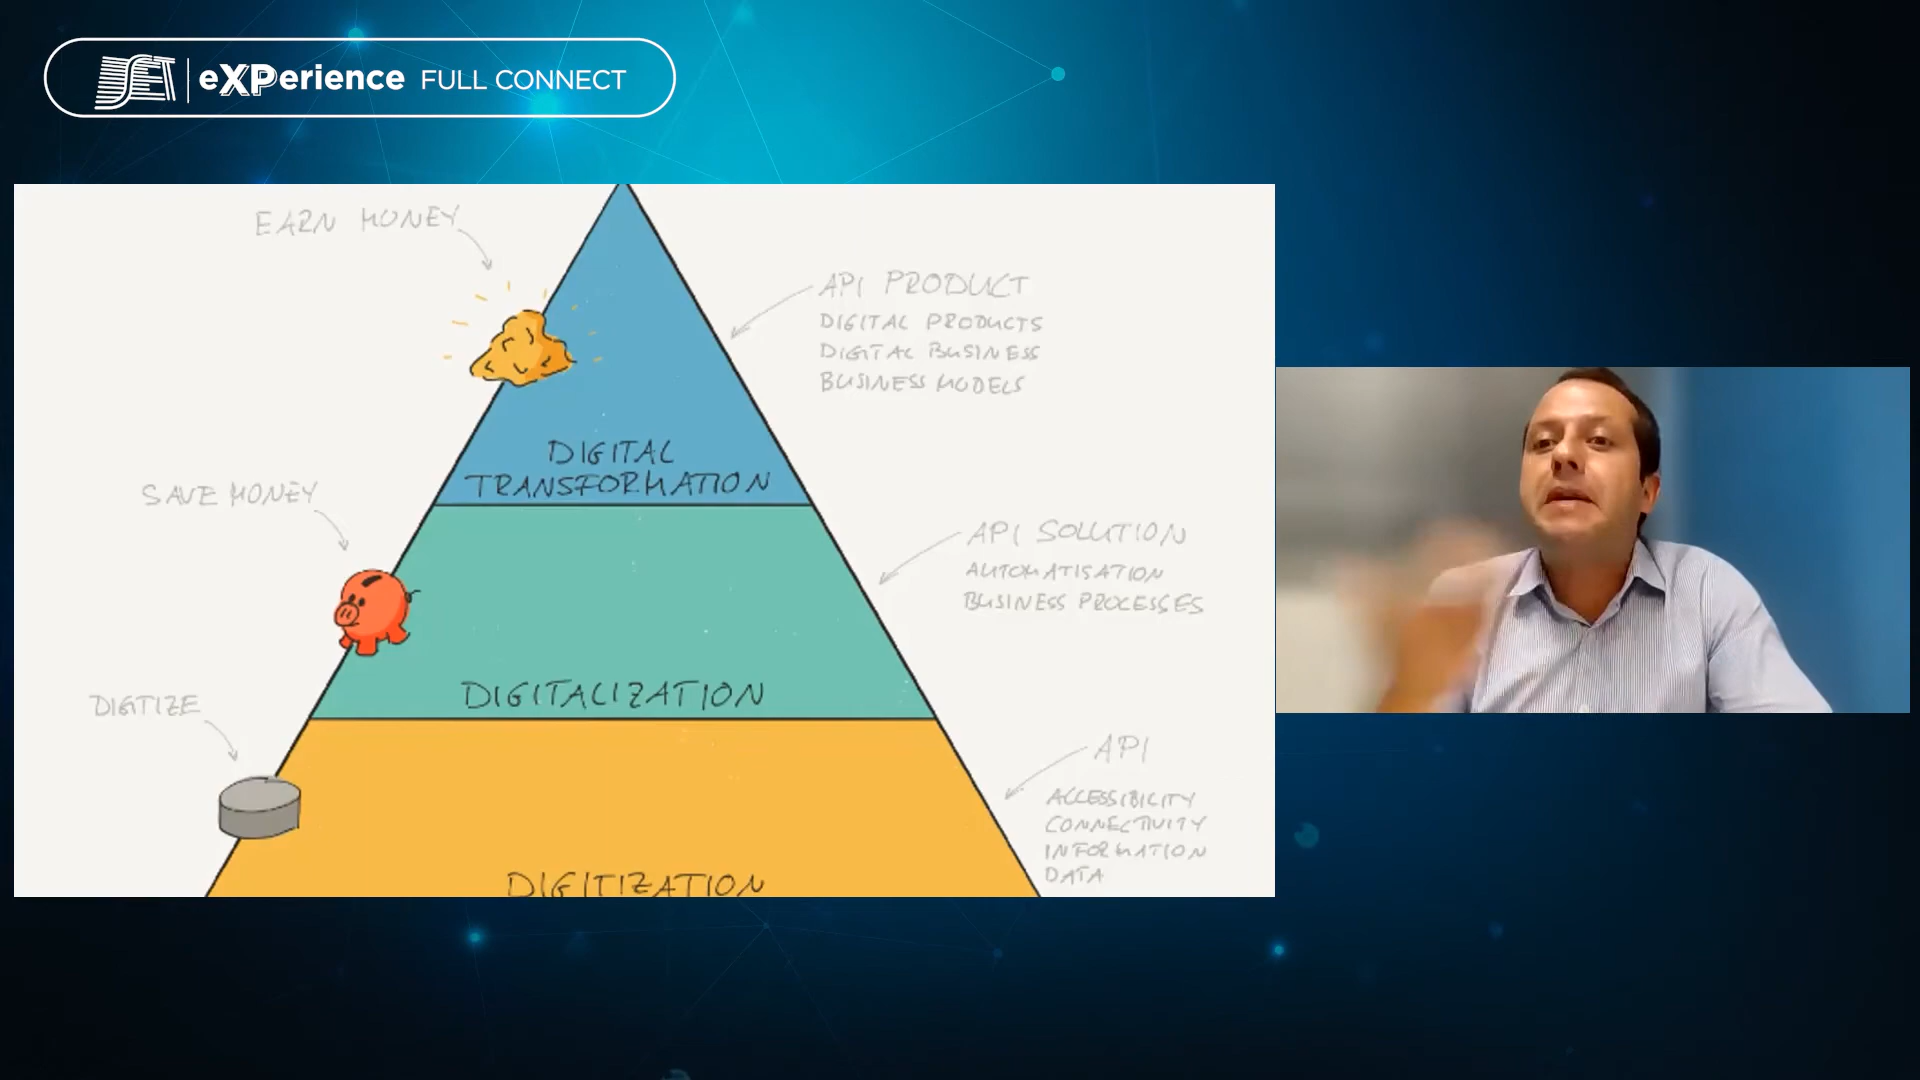 SET eXPerience FULL CONNECT
EARN MONEY
API PRODUCT
DIGITAL PRODUCTS
DIGITAL BUSINESS
BUSINESS MODELS
DIGITAL
TRANSFORMATION
SAVE MONEY
API SOLUTION
AUTOMATISATION
BUSINESS PROCESSES
DIGITALIZATION
DIGTIZE
API
ACCESSIBILITY
CONNECTIVITY
INFORMATION
DATA
DIGITIZATION